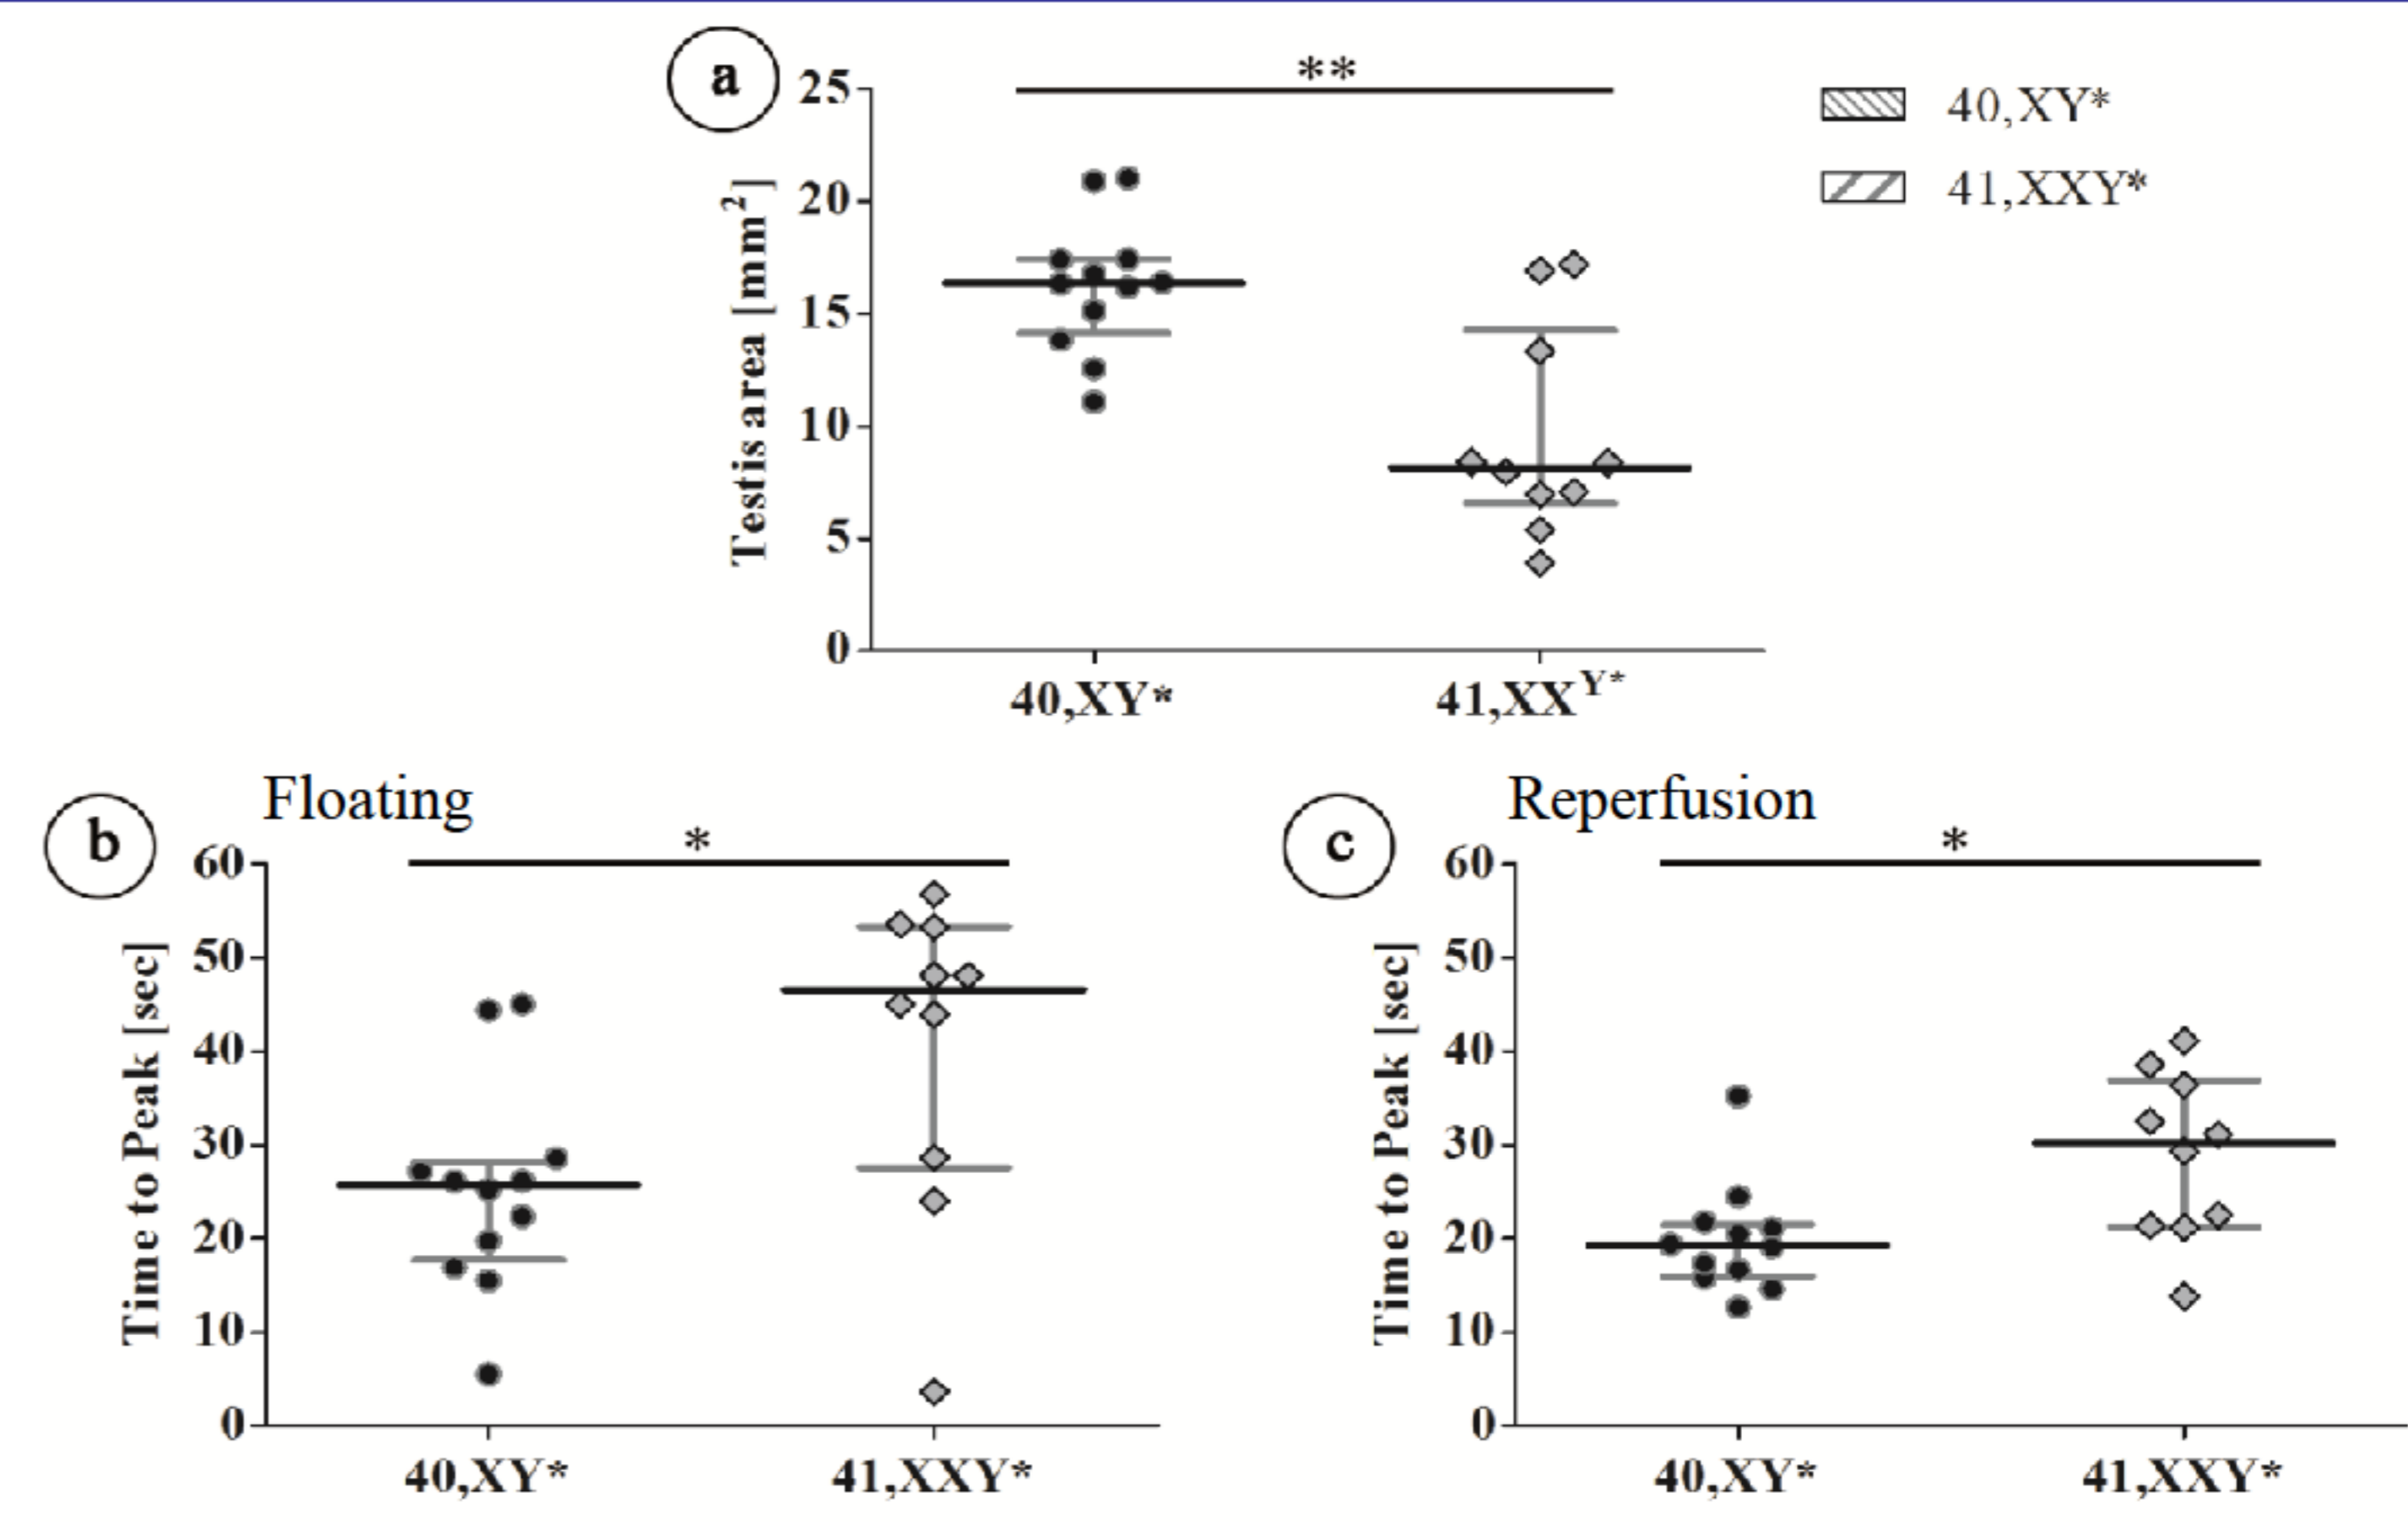 a
**
25
20
15
10
5
0
Testis area [mm²]
40,XY*
41,XXʸ*
40,XY*
41,XXY*
b
Floating
*
60
50
40
30
20
10
0
Time to Peak [sec]
40,XY*
41,XXY*
c
Reperfusion
*
60
50
40
30
20
10
0
Time to Peak [sec]
40,XY*
41,XXY*